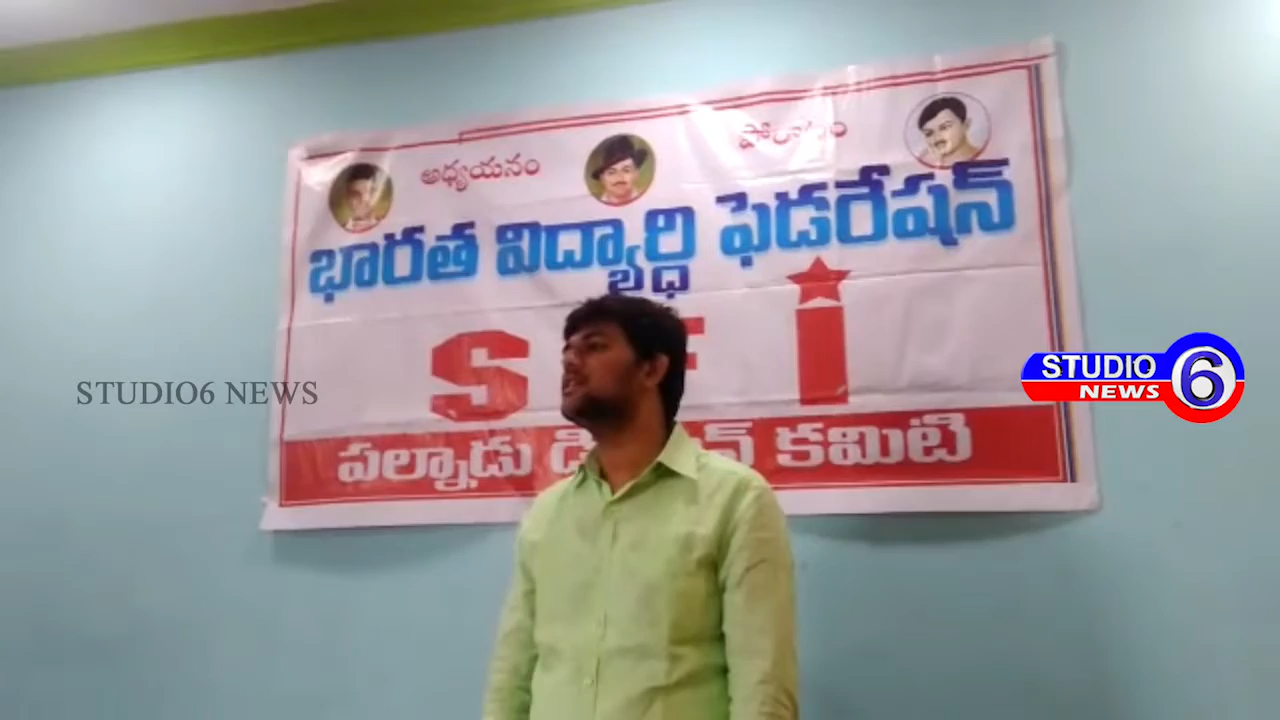 అధ్యయనం పోరాటం
భారత విద్యార్ధి ఫెడరేషన్
S F i
పల్నాడు కమిటి
STUDIO6 NEWS
STUDIO 6
NEWS